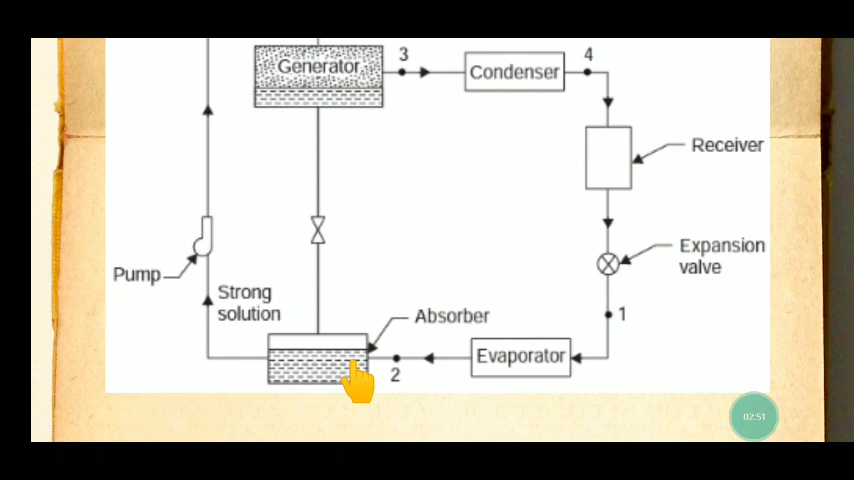 3
4
Generator
Condenser
Receiver
Expansion
valve
Pump
Strong
solution
1
Absorber
Evaporator
2
02:51